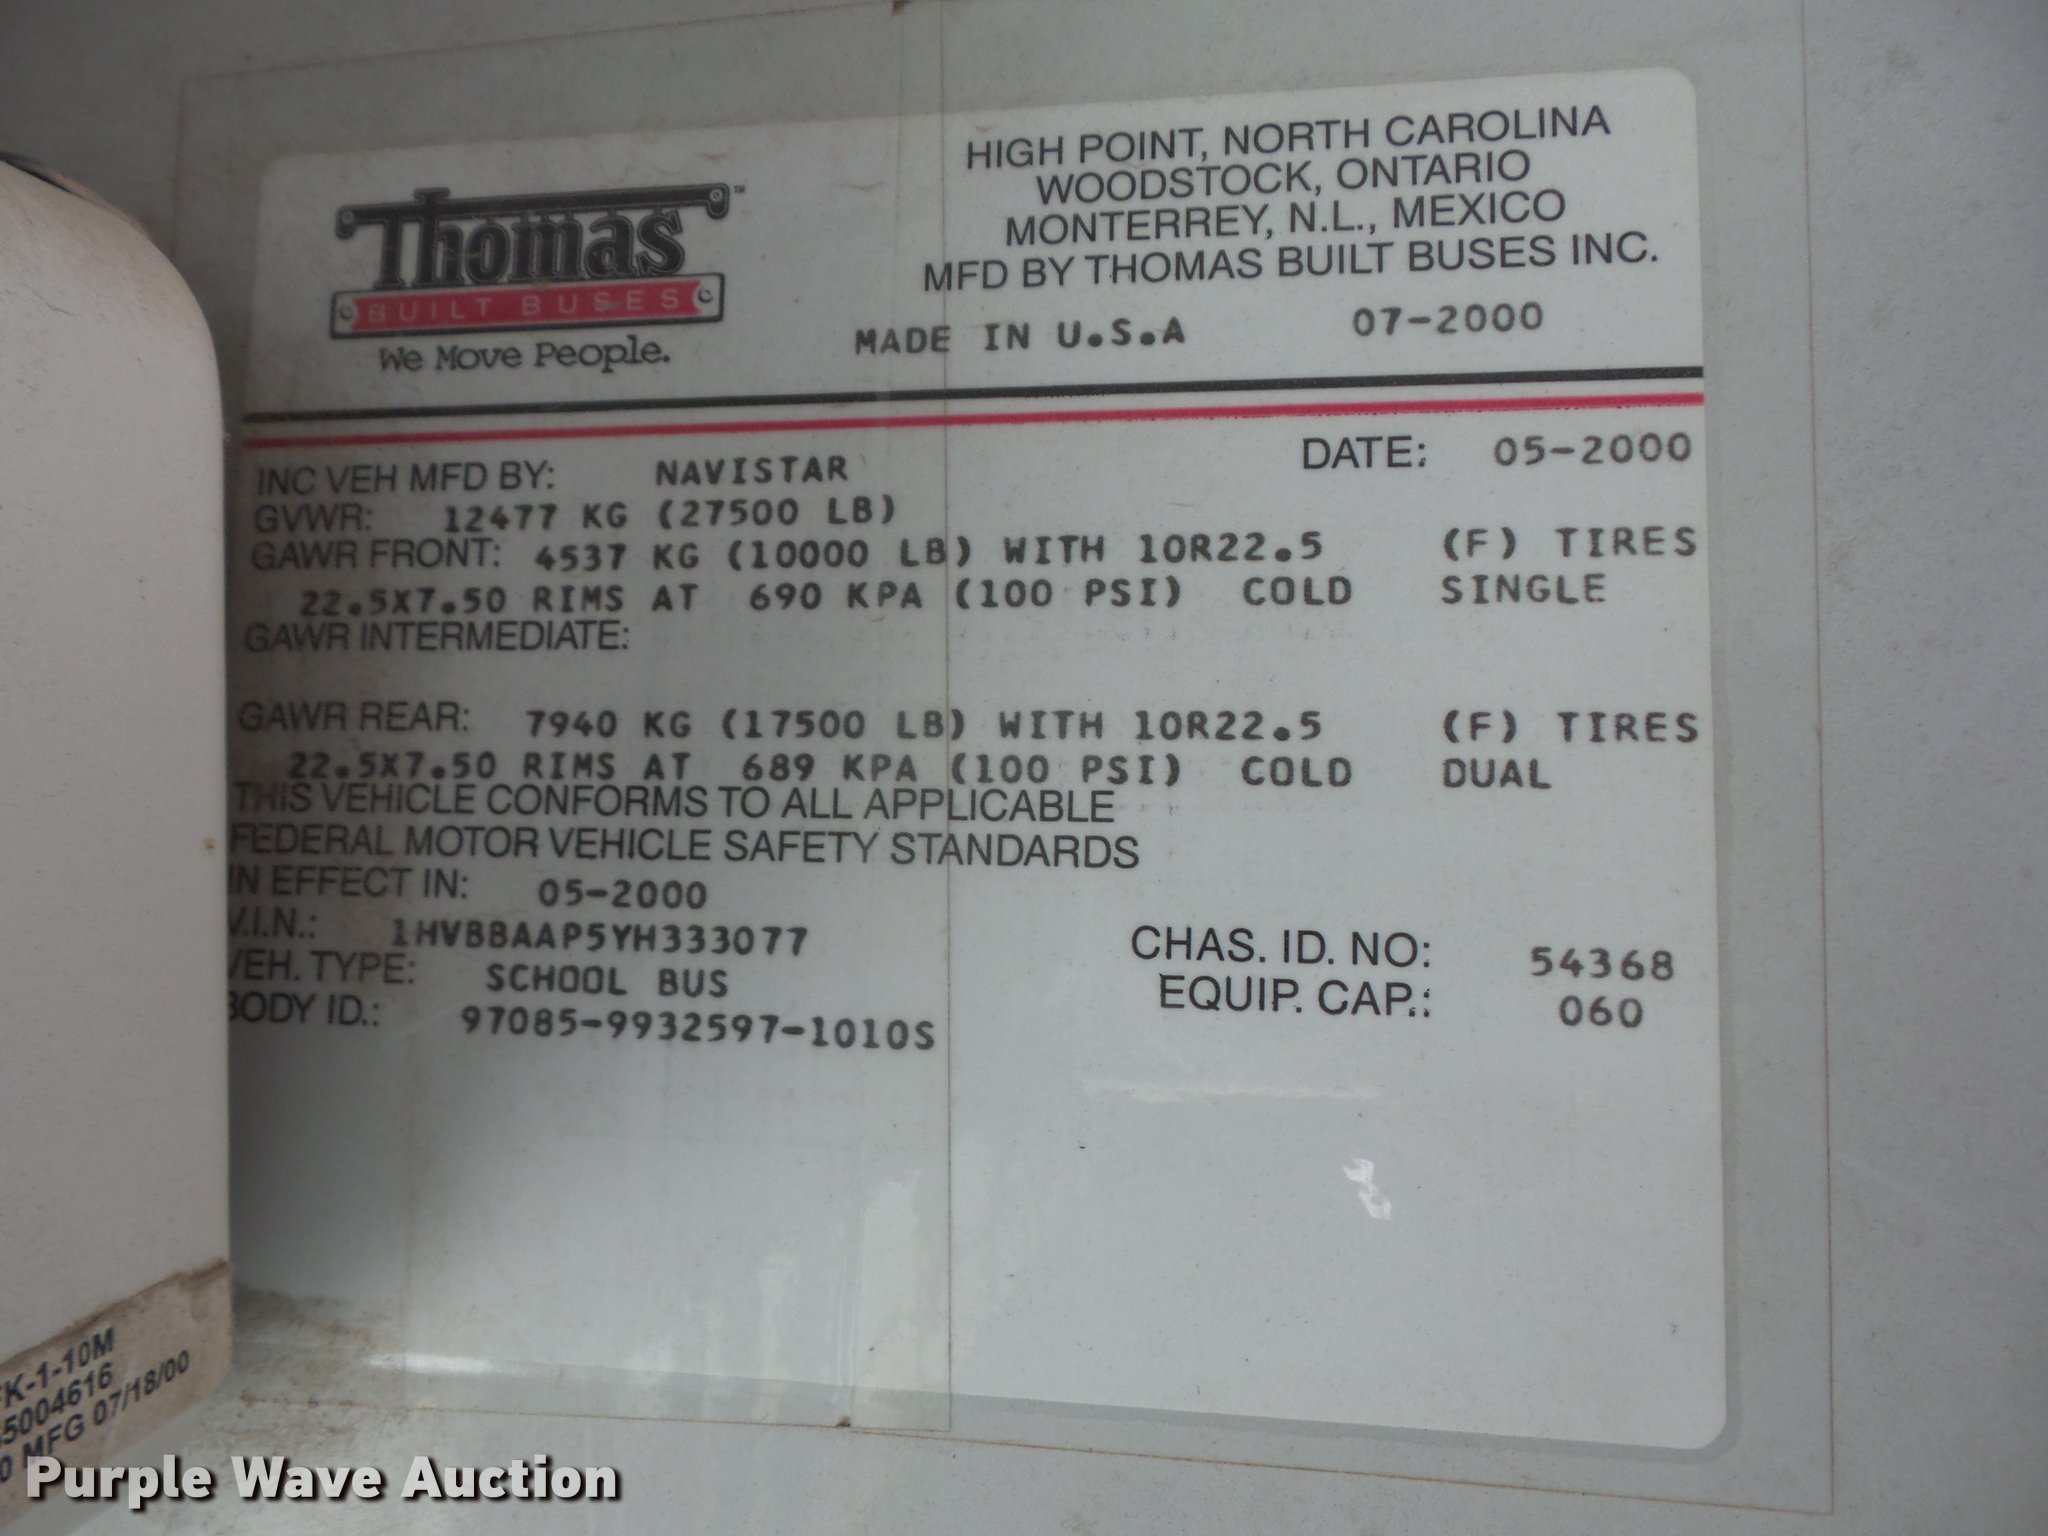 Thomas™
BUILT BUSES
We Move People.
HIGH POINT, NORTH CAROLINA
WOODSTOCK, ONTARIO
MONTERREY, N.L., MEXICO
MFD BY THOMAS BUILT BUSES INC.
MADE IN U.S.A 07-2000
INC VEH MFD BY: NAVISTAR DATE: 05-2000
GVWR: 12477 KG (27500 LB)
GAWR FRONT: 4537 KG (10000 LB) WITH 10R22.5 (F) TIRES
22.5X7.50 RIMS AT 690 KPA (100 PSI) COLD SINGLE
GAWR INTERMEDIATE:
GAWR REAR: 7940 KG (17500 LB) WITH 10R22.5 (F) TIRES
22.5X7.50 RIMS AT 689 KPA (100 PSI) COLD DUAL
THIS VEHICLE CONFORMS TO ALL APPLICABLE
FEDERAL MOTOR VEHICLE SAFETY STANDARDS
IN EFFECT IN: 05-2000
V.I.N.: 1HVBBAAP5YH333077
VEH. TYPE: SCHOOL BUS
BODY ID.: 97085-9932597-1010S
CHAS. ID. NO: 54368
EQUIP. CAP.: 060
K-1-10M
5004616
0 MFG 07/18/00
Purple Wave Auction